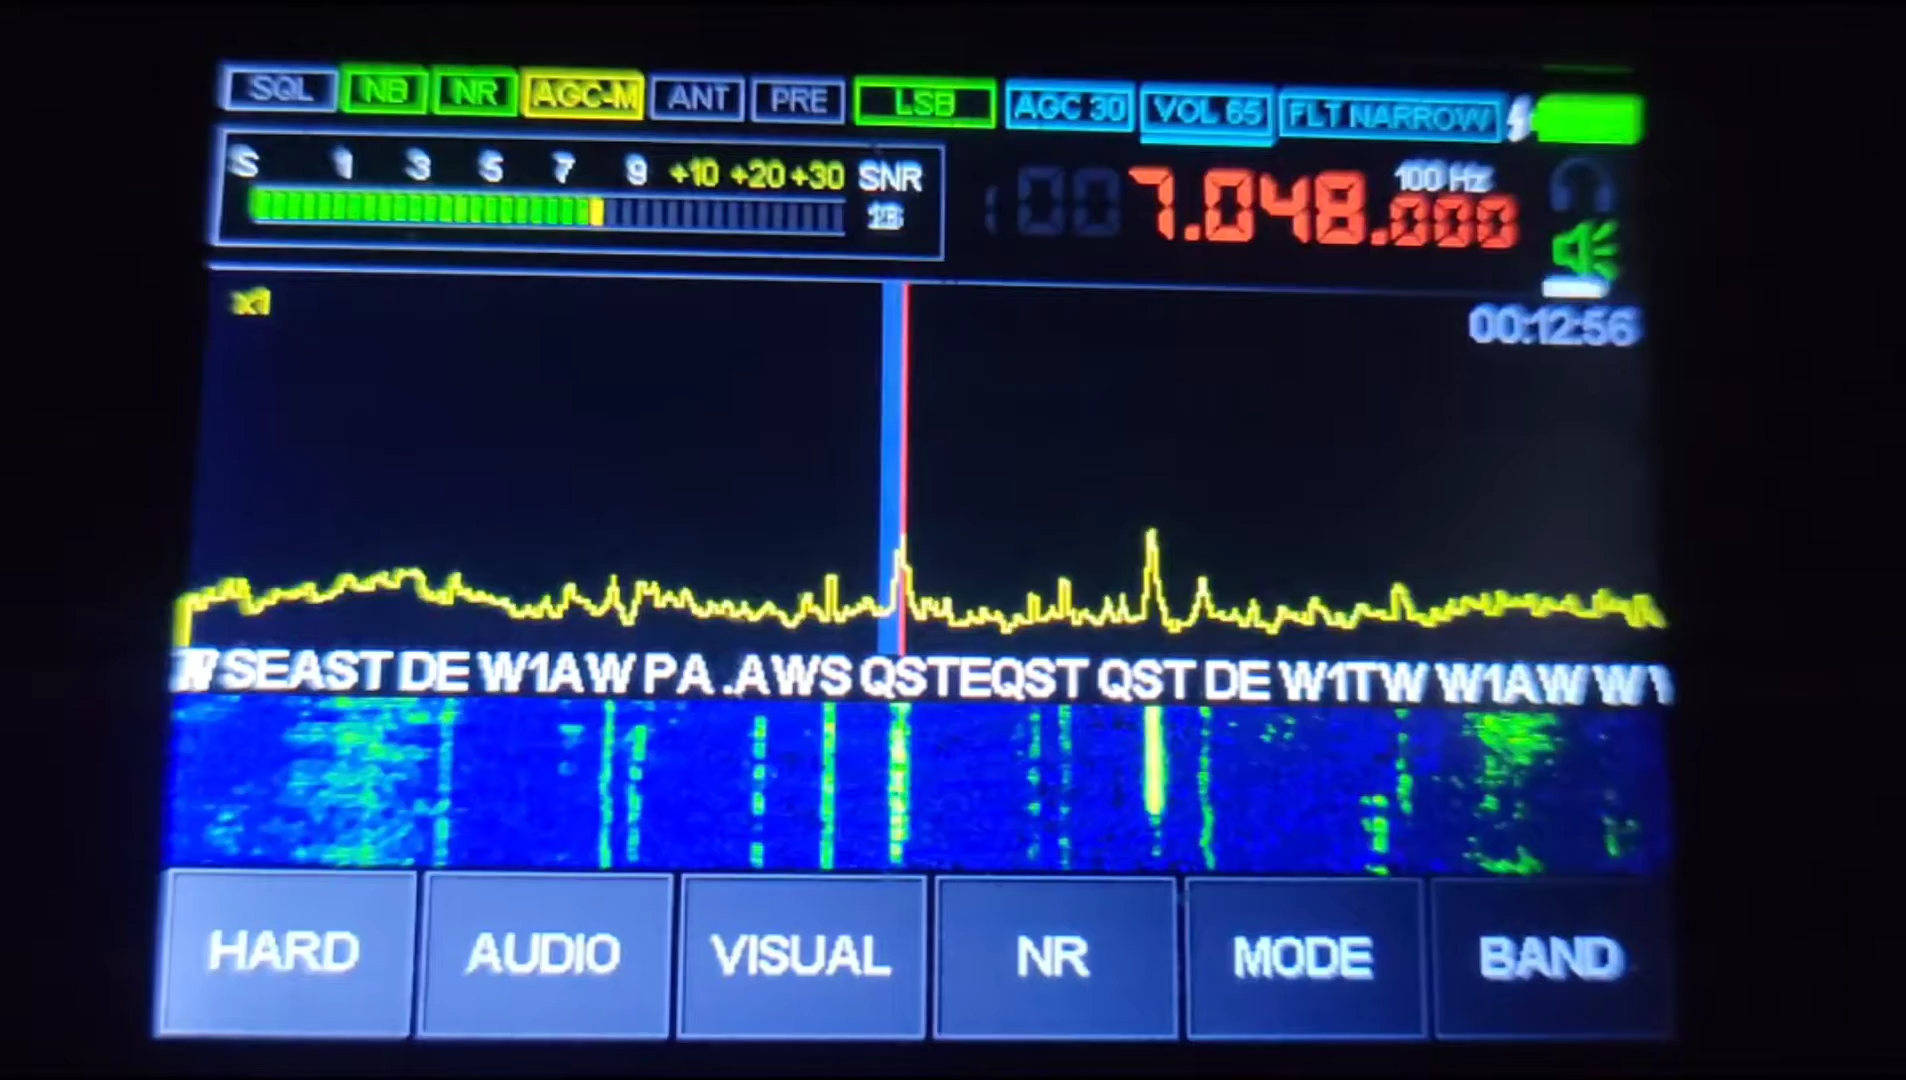 SQL NB NR AGC-M ANT PRE LSB AGC 30 VOL 65 FLT NARROW
S 1 3 5 7 9 +10 +20 +30 SNR
100 Hz
7.048.000
x1
00:12:56
SEAST DE W1AW PA .AWS QSTEQST QST DE W1TW W1AW W
HARD AUDIO VISUAL NR MODE BAND